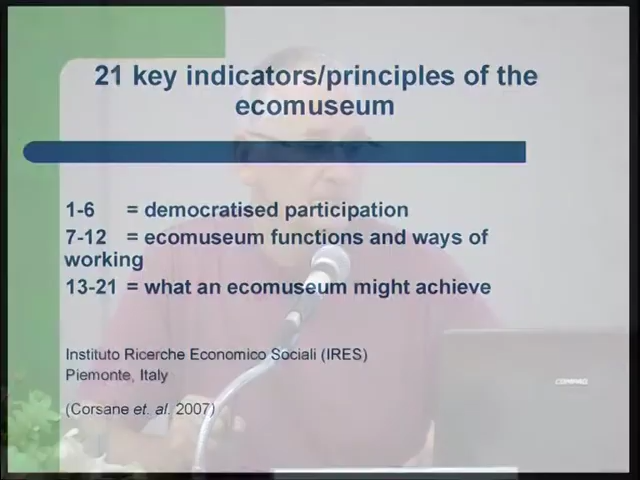 21 key indicators/principles of the
ecomuseum
1-6 = democratised participation
7-12 = ecomuseum functions and ways of
working
13-21 = what an ecomuseum might achieve
Instituto Ricerche Economico Sociali (IRES)
Piemonte, Italy
(Corsane et. al. 2007)
COMPAQ